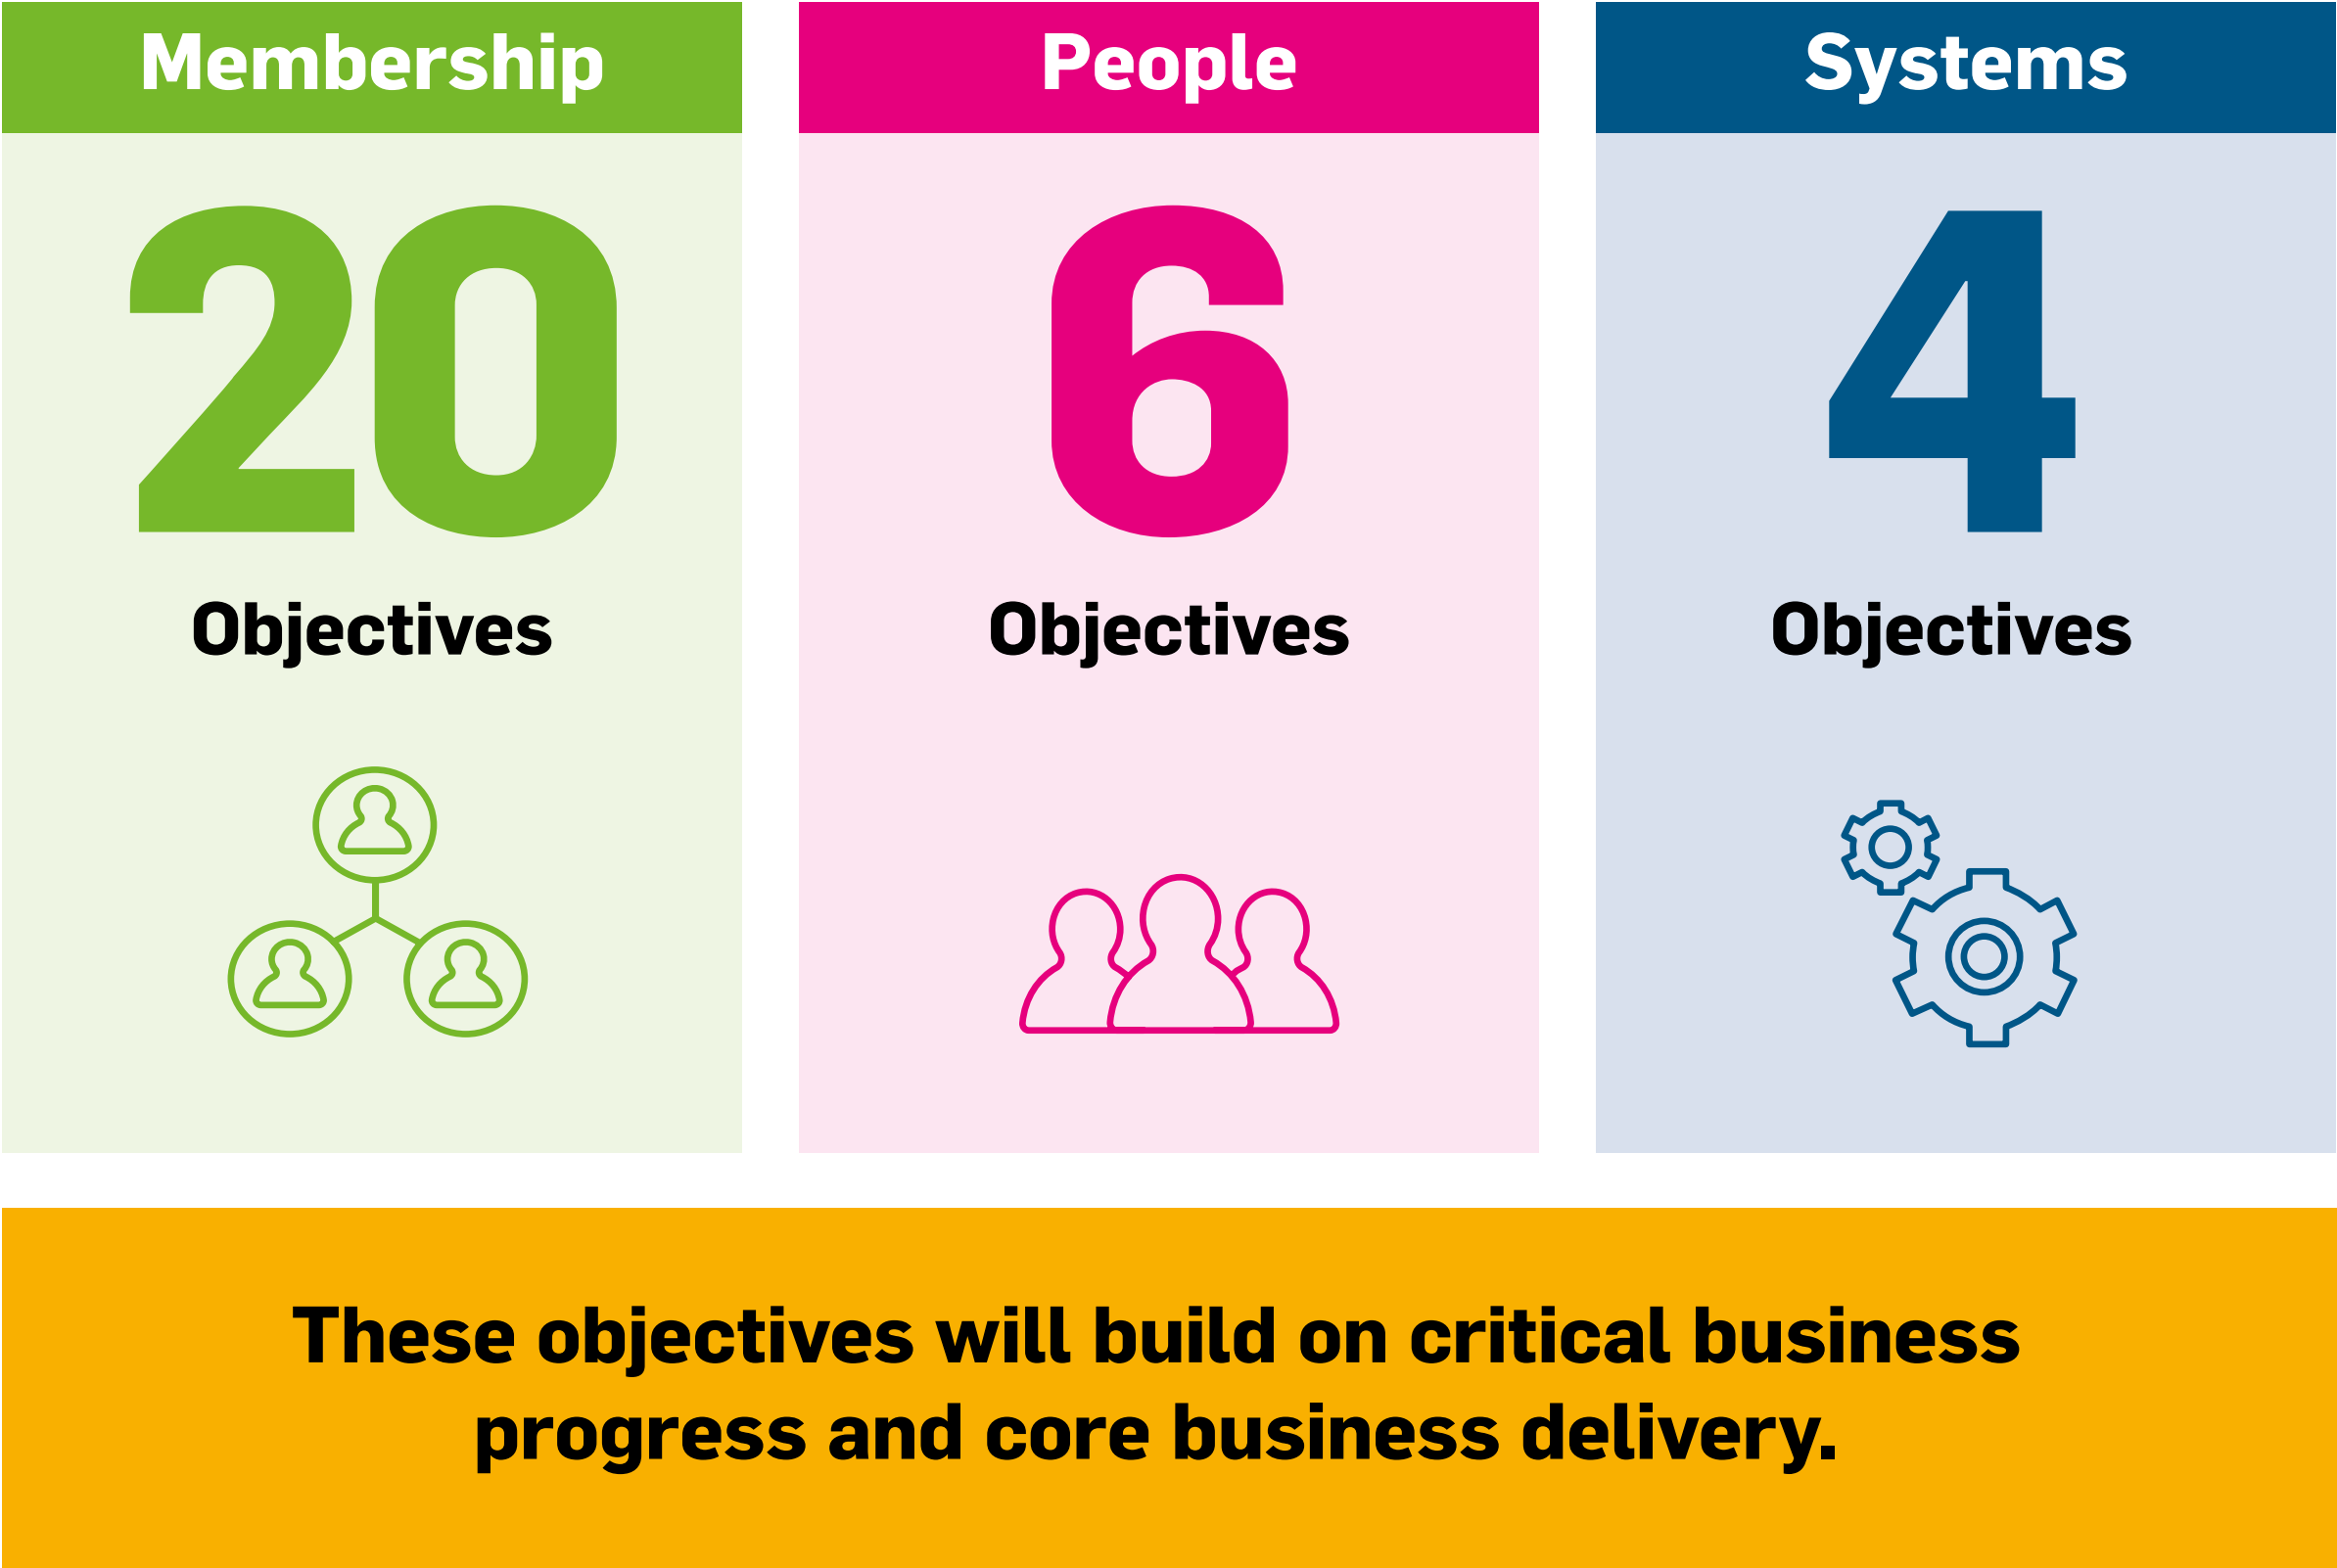 Membership
20
Objectives
People
6
Objectives
Systems
4
Objectives
These objectives will build on critical business
progress and core business delivery.